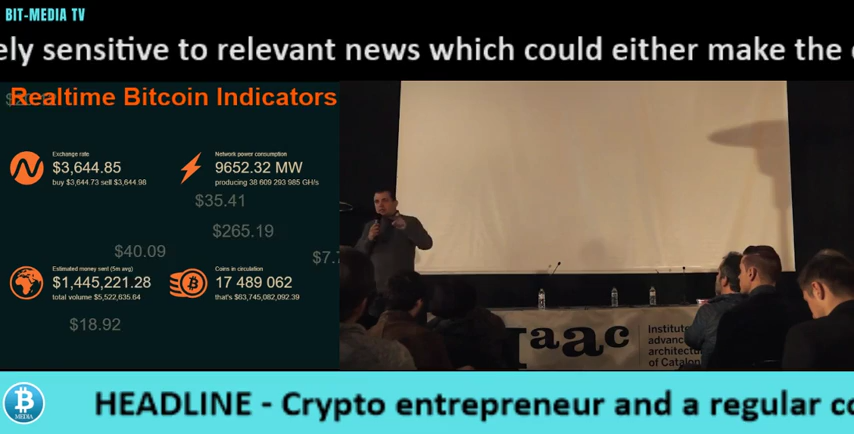 BIT-MEDIA TV
ely sensitive to relevant news which could either make the
Realtime Bitcoin Indicators
Exchange rate
$3,644.85
buy $3,644.73 sell $3,644.98
Network power consumption
9652.32 MW
producing 38 609 293 985 GH/s
$35.41
$265.19
$40.09
$7.
Estimated money sent (5m avg)
$1,445,221.28
total volume $5,522,635.64
Coins in circulation
17 489 062
that's $63,745,082,092.39
$18.92
Iaac
Institute
advanc
architectu
of Catalon
B
MEDIA
HEADLINE - Crypto entrepreneur and a regular co